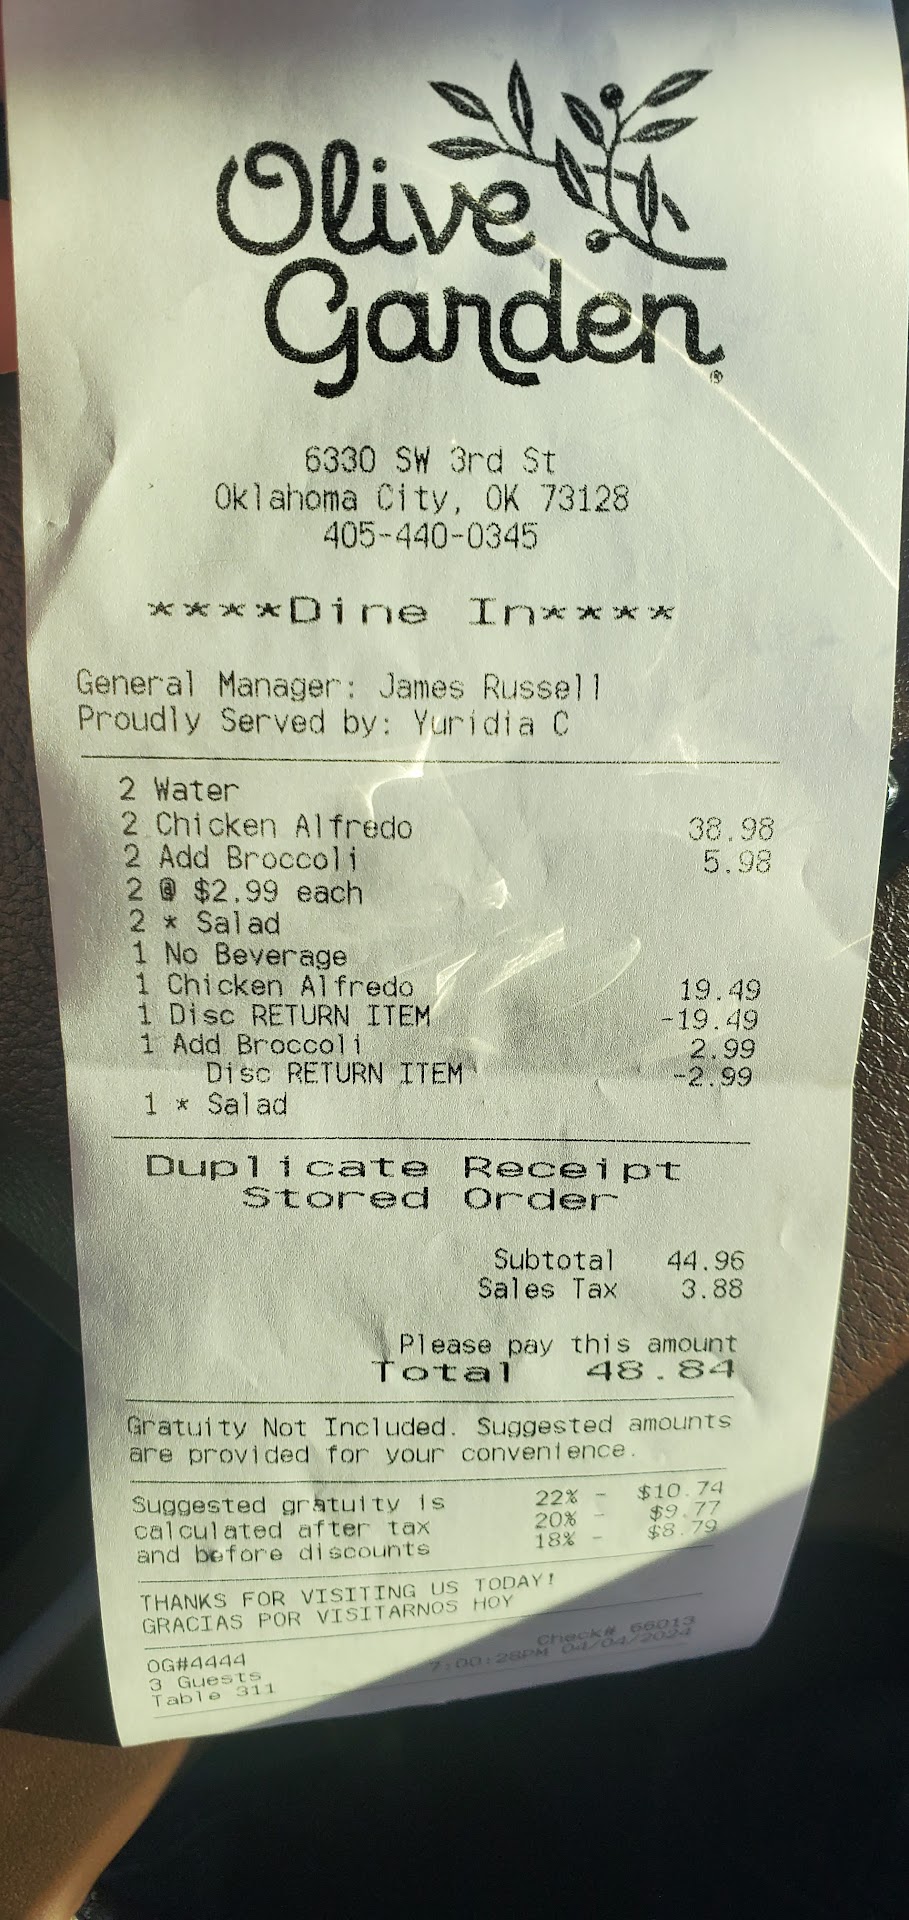 Olive
Garden®
6330 SW 3rd St
Oklahoma City, OK 73128
405-440-0345
****Dine In****
General Manager: James Russell
Proudly Served by: Yuridia C
2 Water
2 Chicken Alfredo 38.98
2 Add Broccoli 5.98
2 @ $2.99 each
2 * Salad
1 No Beverage
1 Chicken Alfredo 19.49
1 Disc RETURN ITEM -19.49
1 Add Broccoli 2.99
Disc RETURN ITEM -2.99
1 * Salad
Duplicate Receipt
Stored Order
Subtotal 44.96
Sales Tax 3.88
Please pay this amount
Total 48.84
Gratuity Not Included. Suggested amounts
are provided for your convenience.
Suggested gratuity is 22% - $10.74
calculated after tax 20% - $9.77
and before discounts 18% - $8.79
THANKS FOR VISITING US TODAY!
GRACIAS POR VISITARNOS HOY
OG#4444 Check# 66013
3 Guests 7:00:28PM 04/04/2024
Table 311